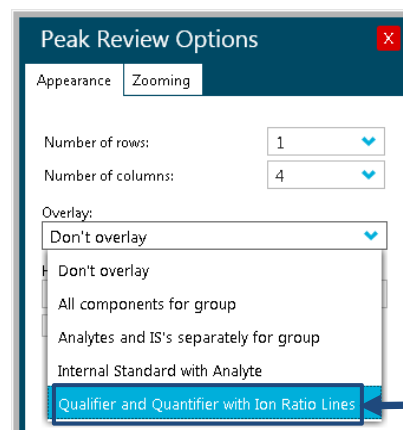 Peak Review Options X
Appearance Zooming
Number of rows: 1
Number of columns: 4
Overlay:
Don't overlay
Don't overlay
All components for group
Analytes and IS's separately for group
Internal Standard with Analyte
Qualifier and Quantifier with Ion Ratio Lines